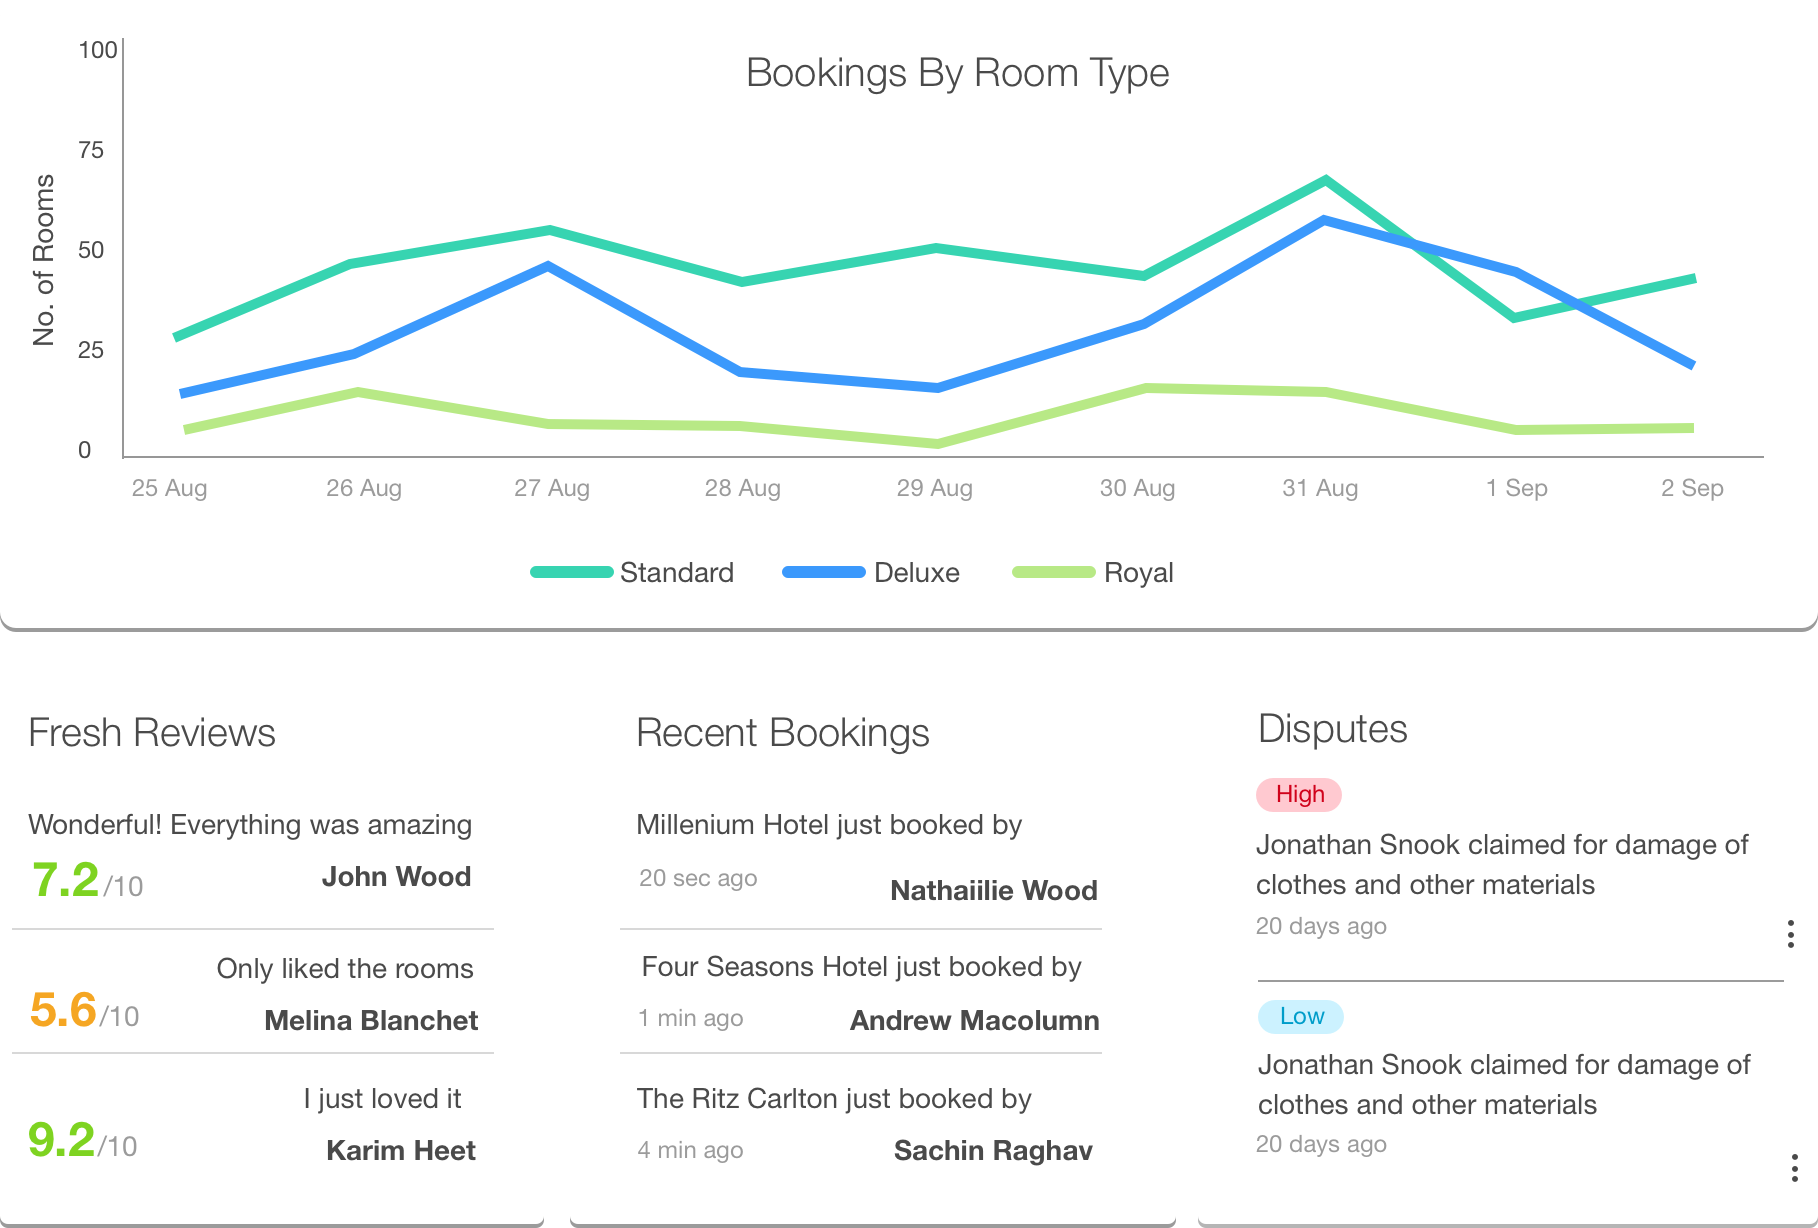 Bookings By Room Type
No. of Rooms
100
75
50
25
0
25 Aug 26 Aug 27 Aug 28 Aug 29 Aug 30 Aug 31 Aug 1 Sep 2 Sep
Standard Deluxe Royal
Fresh Reviews
Wonderful! Everything was amazing
7.2/10 John Wood
Only liked the rooms
5.6/10 Melina Blanchet
I just loved it
9.2/10 Karim Heet
Recent Bookings
Millenium Hotel just booked by
20 sec ago Nathaiilie Wood
Four Seasons Hotel just booked by
1 min ago Andrew Macolumn
The Ritz Carlton just booked by
4 min ago Sachin Raghav
Disputes
High
Jonathan Snook claimed for damage of
clothes and other materials
20 days ago
Low
Jonathan Snook claimed for damage of
clothes and other materials
20 days ago